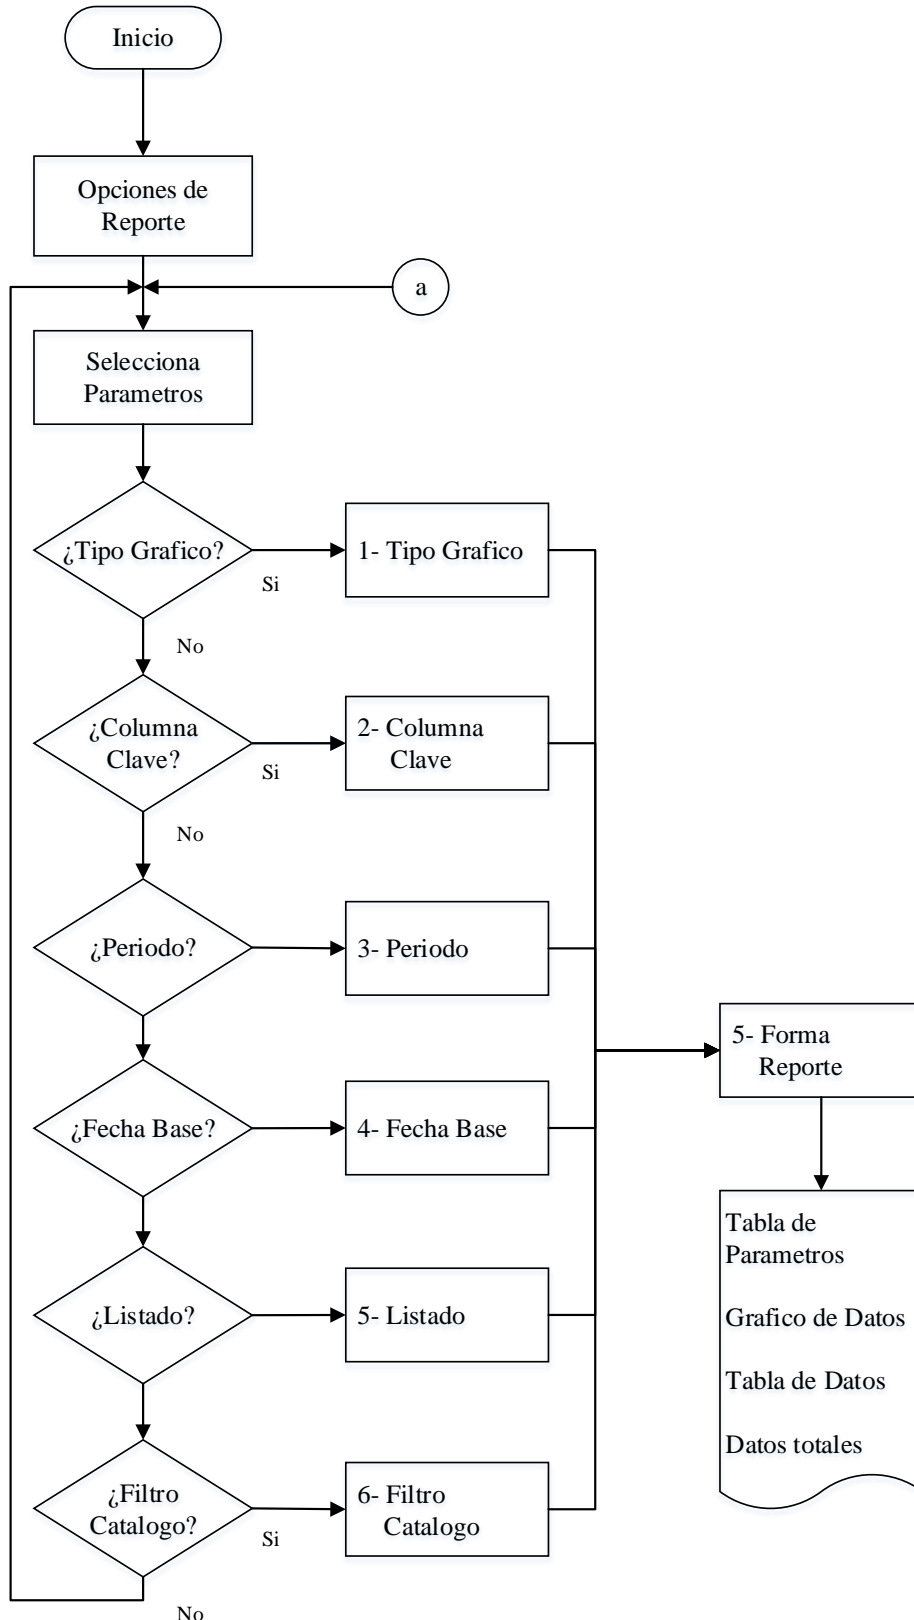 Inicio
Opciones de
Reporte
a
Selecciona
Parametros
¿Tipo Grafico?
Si
1- Tipo Grafico
No
¿Columna
Clave?
Si
2- Columna
Clave
No
¿Periodo?
3- Periodo
¿Fecha Base?
4- Fecha Base
¿Listado?
5- Listado
¿Filtro
Catalogo?
Si
6- Filtro
Catalogo
No
5- Forma
Reporte
Tabla de
Parametros
Grafico de Datos
Tabla de Datos
Datos totales